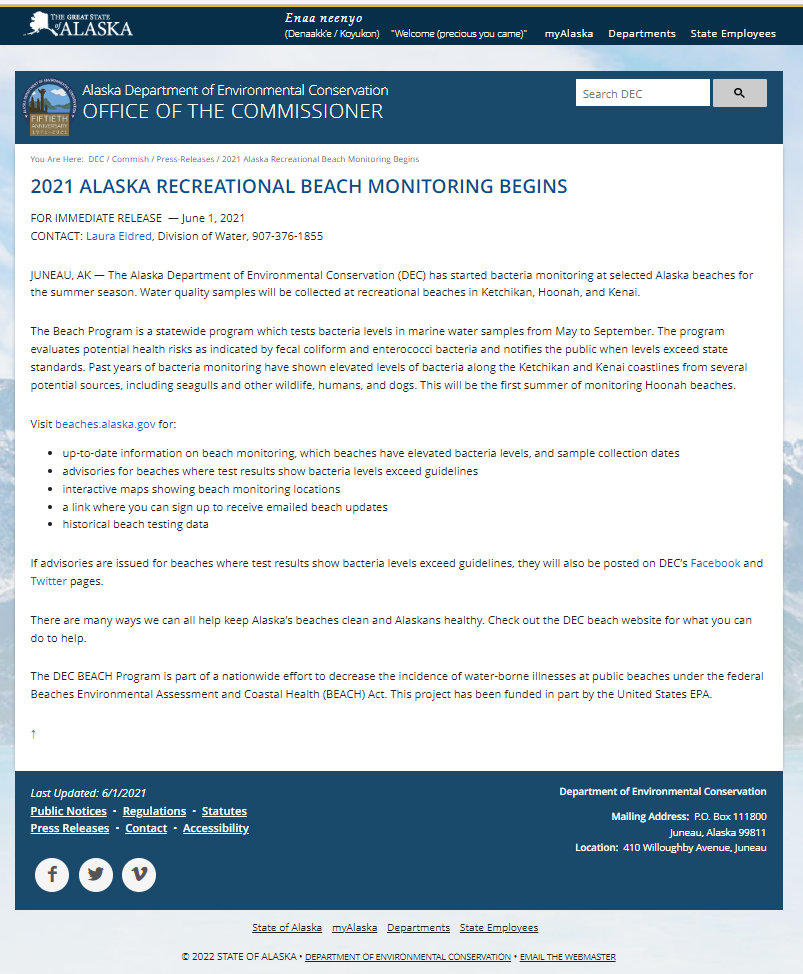 THE GREAT STATE
of ALASKA
Enaa neenyo
(Denaakk'e / Koyukon) "Welcome (precious you came)" myAlaska Departments State Employees
Alaska Department of Environmental Conservation
OFFICE OF THE COMMISSIONER
FIFTIETH
ANNIVERSARY
1971-2021
Search DEC
You Are Here: DEC / Commish / Press-Releases / 2021 Alaska Recreational Beach Monitoring Begins
2021 ALASKA RECREATIONAL BEACH MONITORING BEGINS
FOR IMMEDIATE RELEASE — June 1, 2021
CONTACT: Laura Eldred, Division of Water, 907-376-1855
JUNEAU, AK — The Alaska Department of Environmental Conservation (DEC) has started bacteria monitoring at selected Alaska beaches for
the summer season. Water quality samples will be collected at recreational beaches in Ketchikan, Hoonah, and Kenai.
The Beach Program is a statewide program which tests bacteria levels in marine water samples from May to September. The program
evaluates potential health risks as indicated by fecal coliform and enterococci bacteria and notifies the public when levels exceed state
standards. Past years of bacteria monitoring have shown elevated levels of bacteria along the Ketchikan and Kenai coastlines from several
potential sources, including seagulls and other wildlife, humans, and dogs. This will be the first summer of monitoring Hoonah beaches.
Visit beaches.alaska.gov for:
• up-to-date information on beach monitoring, which beaches have elevated bacteria levels, and sample collection dates
• advisories for beaches where test results show bacteria levels exceed guidelines
• interactive maps showing beach monitoring locations
• a link where you can sign up to receive emailed beach updates
• historical beach testing data
If advisories are issued for beaches where test results show bacteria levels exceed guidelines, they will also be posted on DEC's Facebook and
Twitter pages.
There are many ways we can all help keep Alaska's beaches clean and Alaskans healthy. Check out the DEC beach website for what you can
do to help.
The DEC BEACH Program is part of a nationwide effort to decrease the incidence of water-borne illnesses at public beaches under the federal
Beaches Environmental Assessment and Coastal Health (BEACH) Act. This project has been funded in part by the United States EPA.
↑
Last Updated: 6/1/2021
Public Notices • Regulations • Statutes
Press Releases • Contact • Accessibility
Department of Environmental Conservation
Mailing Address: P.O. Box 111800
Juneau, Alaska 99811
Location: 410 Willoughby Avenue, Juneau
State of Alaska myAlaska Departments State Employees
© 2022 STATE OF ALASKA • DEPARTMENT OF ENVIRONMENTAL CONSERVATION • EMAIL THE WEBMASTER